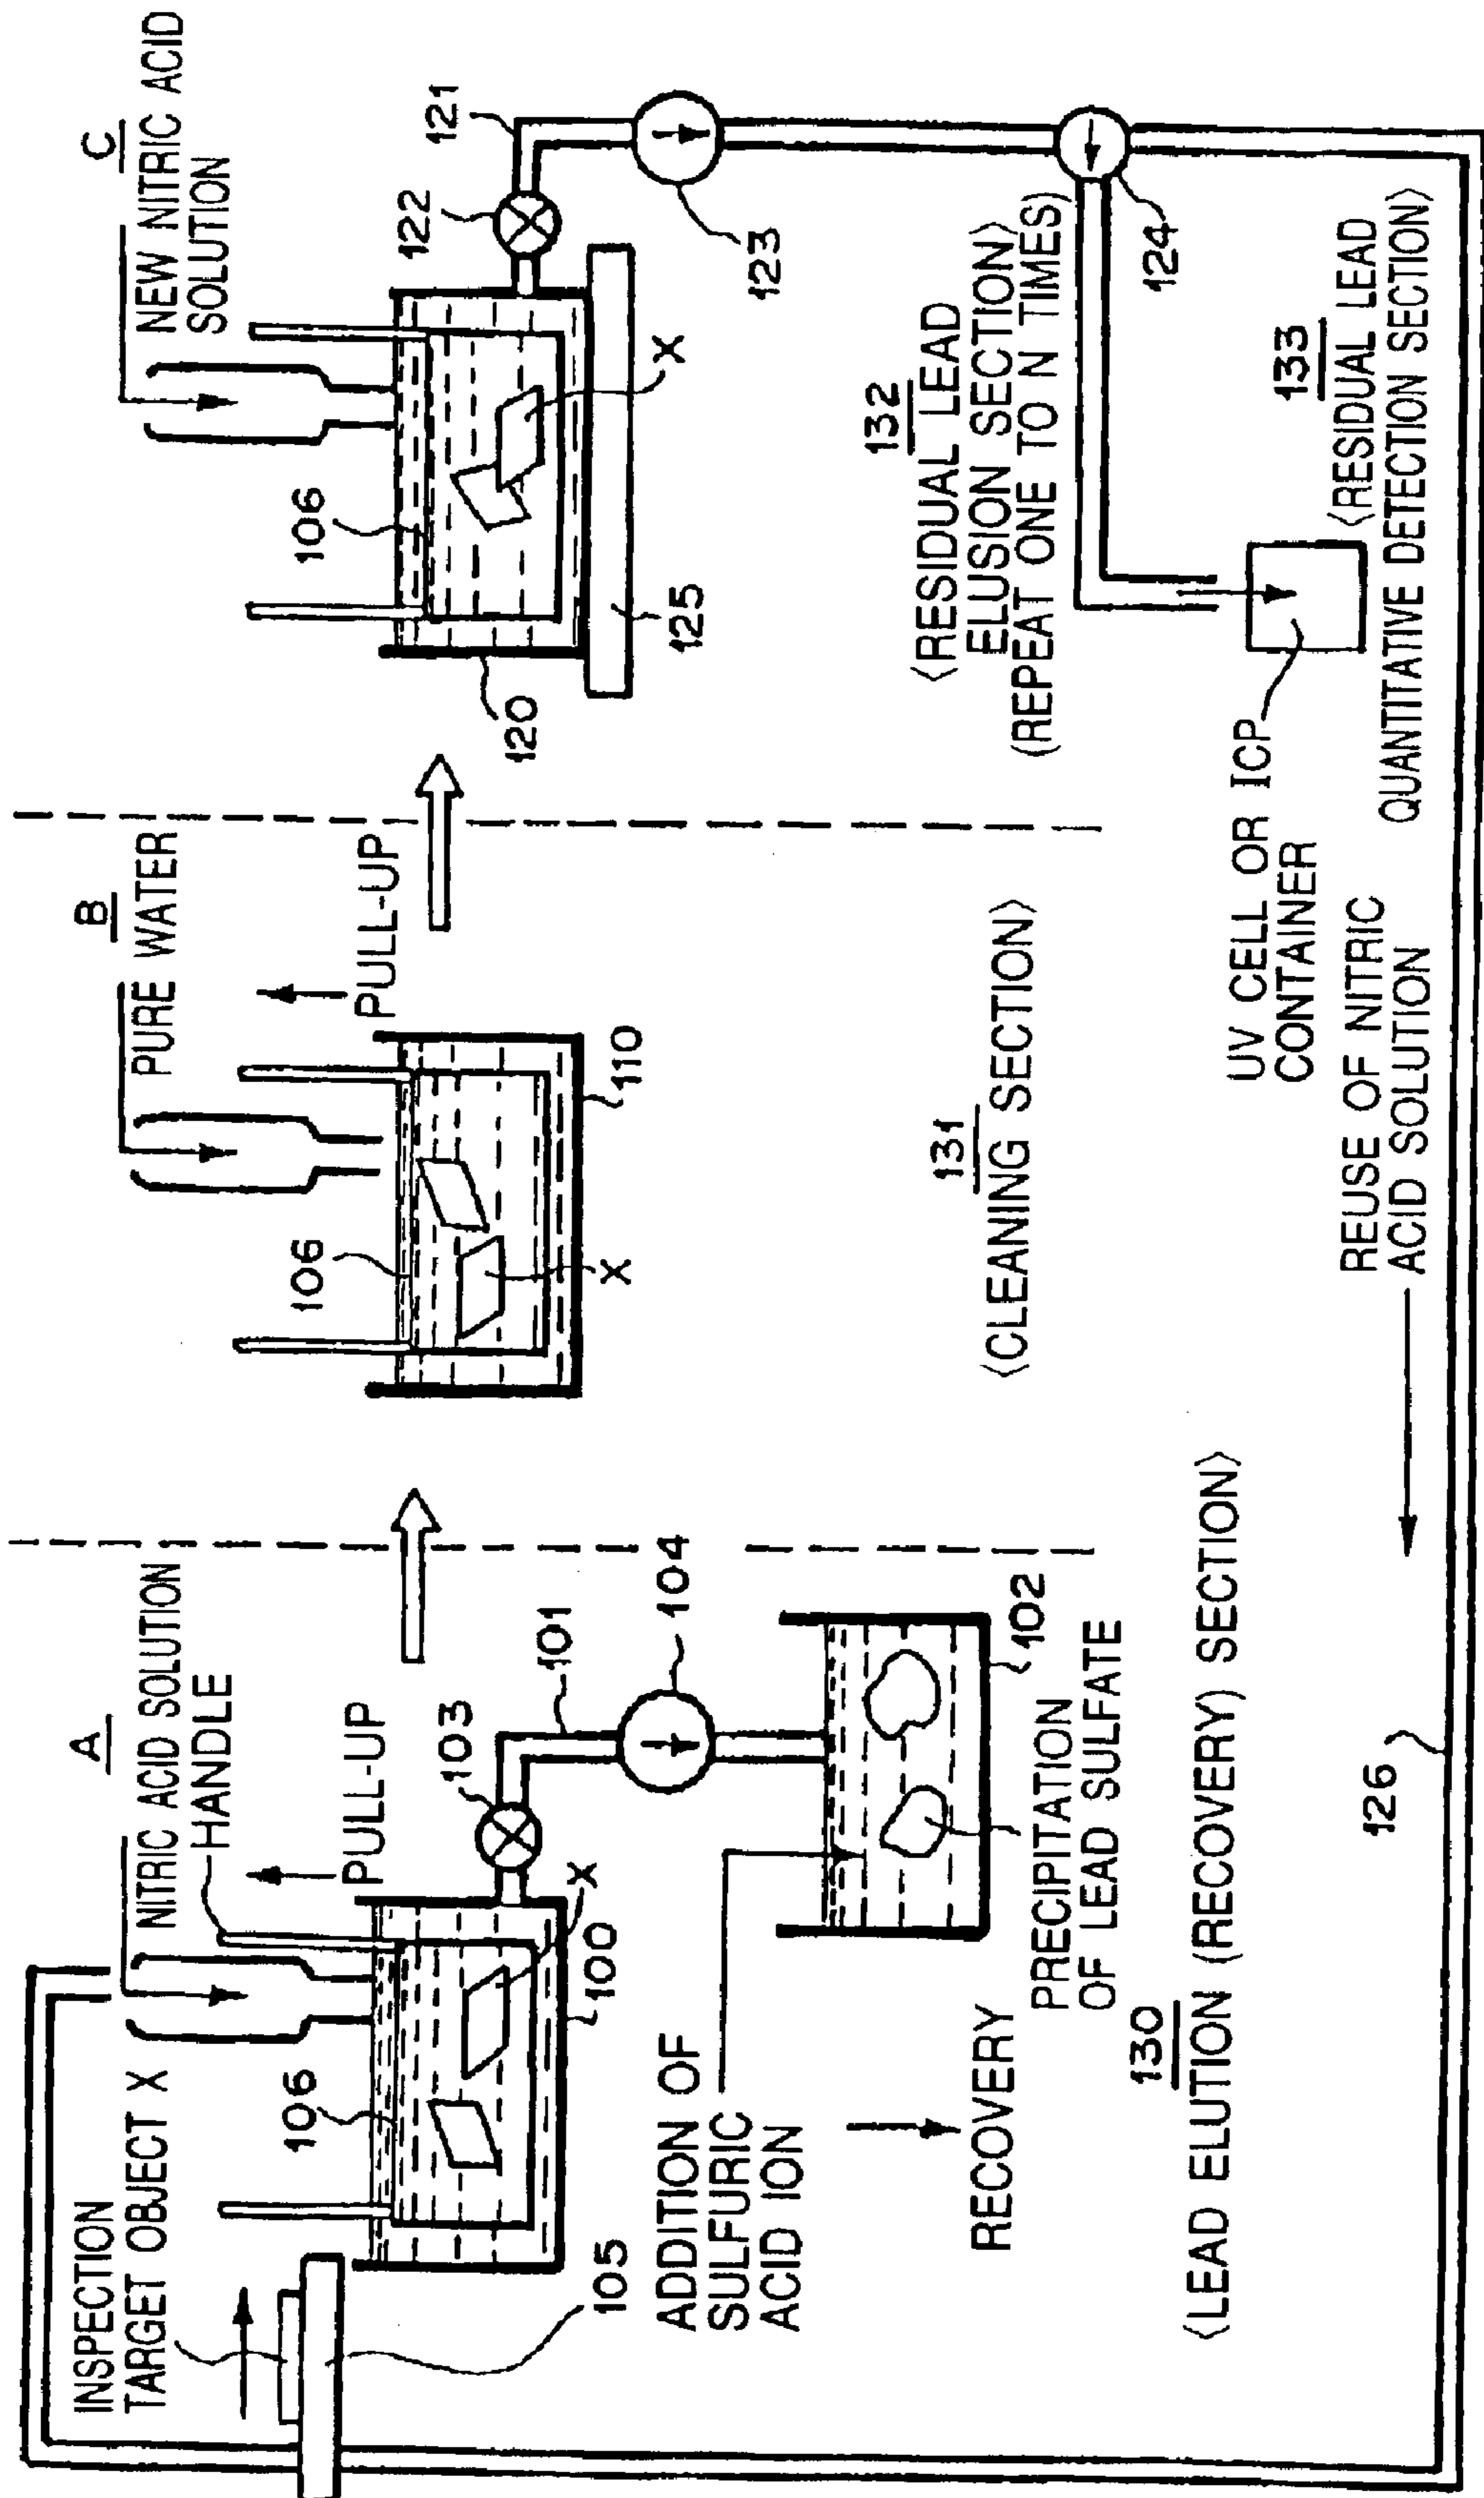 A
NITRIC ACID SOLUTION
HANDLE
INSPECTION
TARGET OBJECT X
PULL-UP
106
103
101
104
X
100
105
ADDITION OF
SULFURIC
ACID ION
102
PRECIPITATION
OF LEAD SULFATE
RECOVERY
130
⟨LEAD ELUTION (RECOVERY) SECTION⟩
B
PURE WATER
PULL-UP
106
X
110
131
⟨CLEANING SECTION⟩
C
NEW NITRIC ACID
SOLUTION
106
122
121
120
125
X
123
132
⟨RESIDUAL LEAD
ELUSION SECTION⟩
(REPEAT ONE TO N TIMES)
124
133
⟨RESIDUAL LEAD
QUANTITATIVE DETECTION SECTION⟩
UV CELL OR ICP
CONTAINER
REUSE OF NITRIC
ACID SOLUTION
126